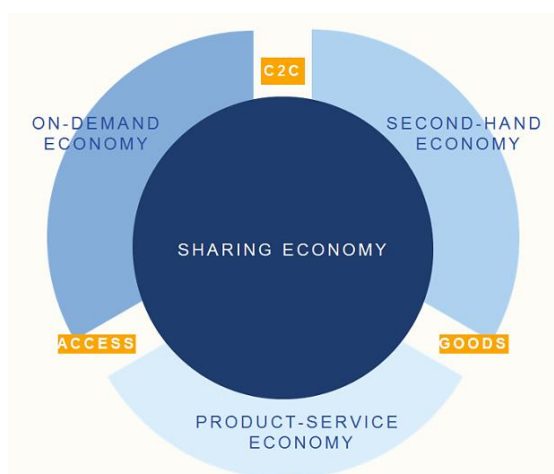 C2C
ON-DEMAND
ECONOMY
SECOND-HAND
ECONOMY
SHARING ECONOMY
ACCESS
GOODS
PRODUCT-SERVICE
ECONOMY